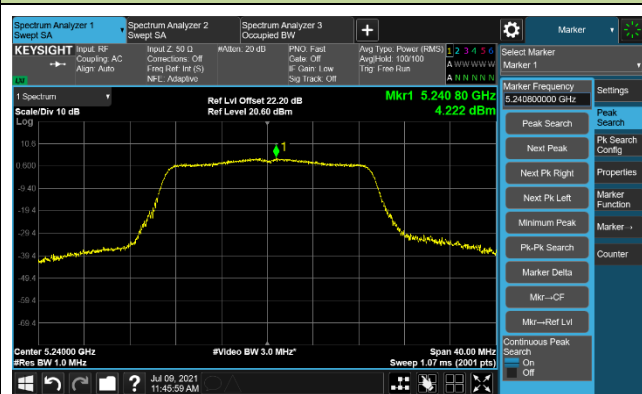 Spectrum Analyzer 1
Swept SA
Spectrum Analyzer 2
Swept SA
Spectrum Analyzer 3
Occupied BW
Marker
KEYSIGHT
Input: RF
Coupling: AC
Align: Auto
Input Z: 50 Ω
Corrections: Off
Freq Ref: Int (S)
NFE: Adaptive
#Atten: 20 dB
PNO: Fast
Gate: Off
IF Gain: Low
Sig Track: Off
Avg Type: Power (RMS)
Avg|Hold: 100/100
Trig: Free Run
1 2 3 4 5 6
A W W W W W
A N N N N N
LXI
Select Marker
Marker 1
1 Spectrum
Scale/Div 10 dB
Log
Ref Lvl Offset 22.20 dB
Ref Level 20.60 dBm
Mkr1 5.240 80 GHz
4.222 dBm
1
10.6
0.600
-9.40
-19.4
-29.4
-39.4
-49.4
-59.4
-69.4
Center 5.24000 GHz
#Res BW 1.0 MHz
#Video BW 3.0 MHz*
Span 40.00 MHz
Sweep 1.07 ms (2001 pts)
Marker Frequency
5.240800000 GHz
Peak Search
Next Peak
Next Pk Right
Next Pk Left
Minimum Peak
Pk-Pk Search
Marker Delta
Mkr→CF
Mkr→Ref Lvl
Continuous Peak
Search
On
Off
Settings
Peak
Search
Pk Search
Config
Properties
Marker
Function
Marker→
Counter
?
Jul 09, 2021
11:45:59 AM